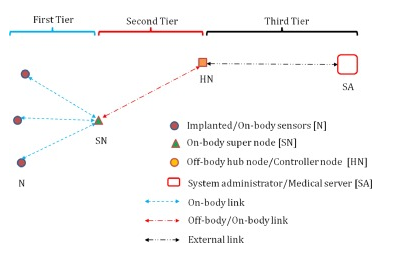 First Tier
Second Tier
Third Tier
HN
SA
SN
N
Implanted/On-body sensors [N]
On-body super node [SN]
Off-body hub node/Controller node [HN]
System administrator/Medical server [SA]
On-body link
Off-body/On-body link
External link